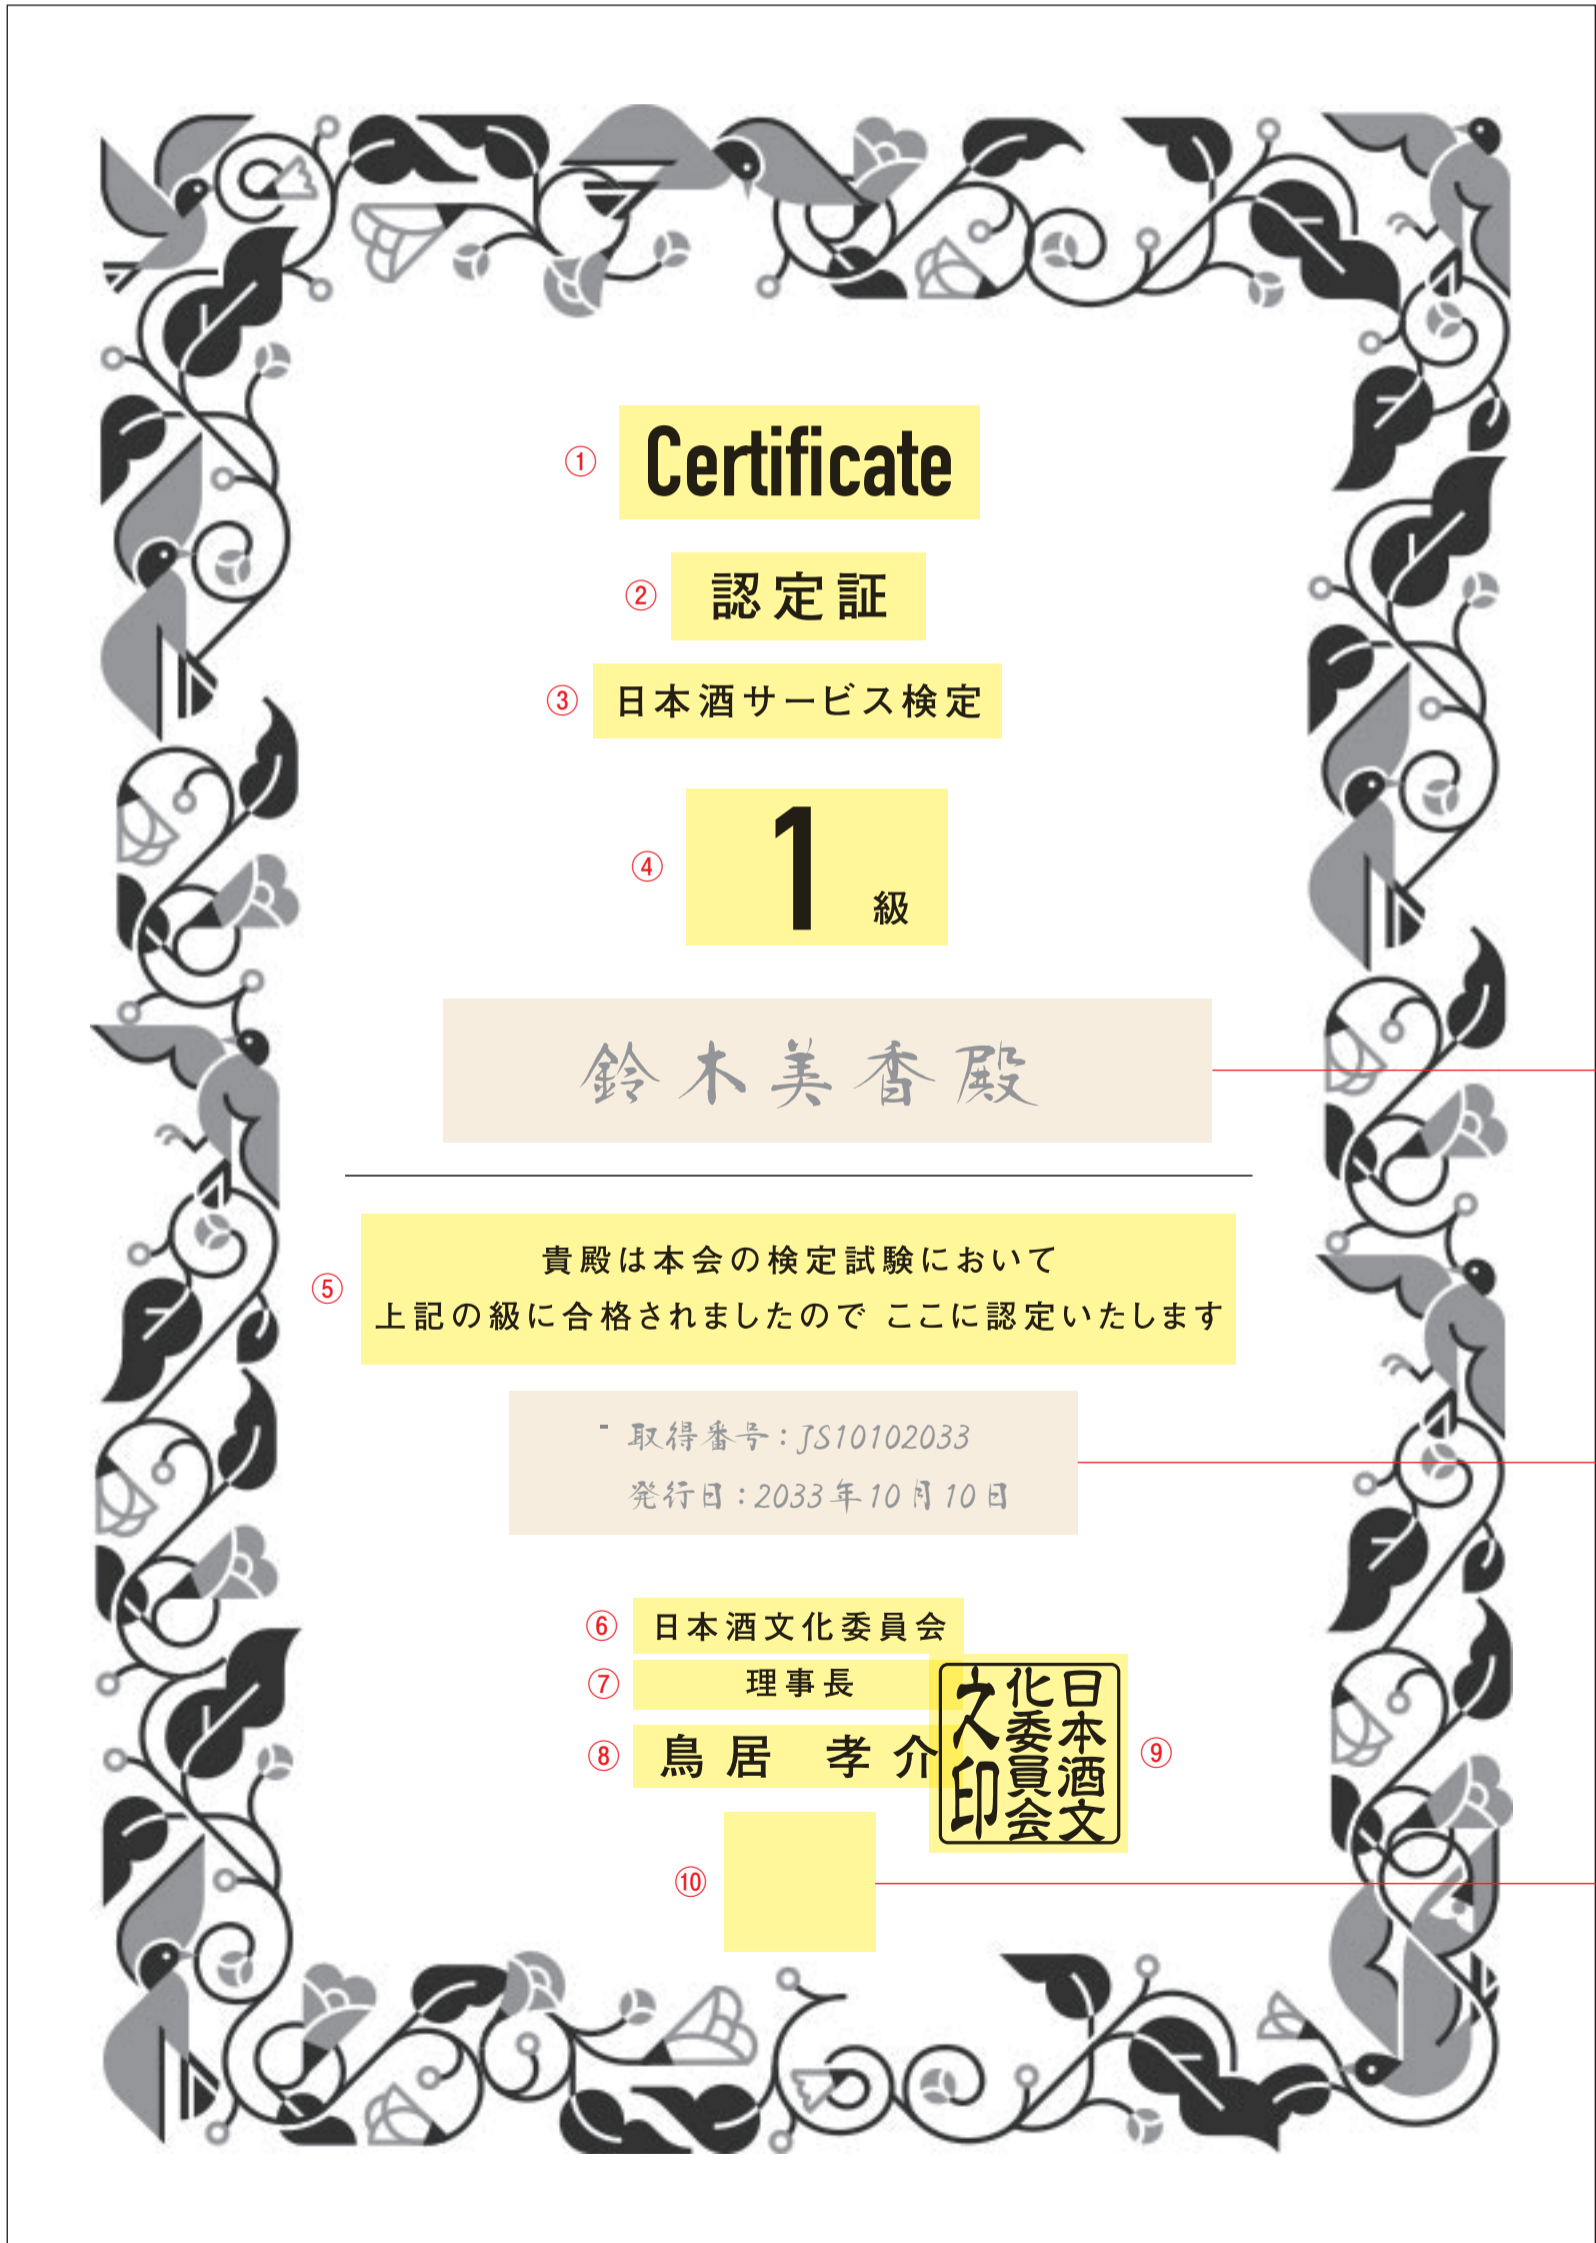 ① Certificate
② 認定証
③ 日本酒サービス検定
④ 1級
鈴木美香殿
⑤ 貴殿は本会の検定試験において
上記の級に合格されましたので ここに認定いたします
取得番号：JS10102033
発行日：2033年10月10日
⑥ 日本酒文化委員会
⑦ 理事長
⑧ 鳥居 孝介
⑨ 日本酒文
化委員会
之印
⑩